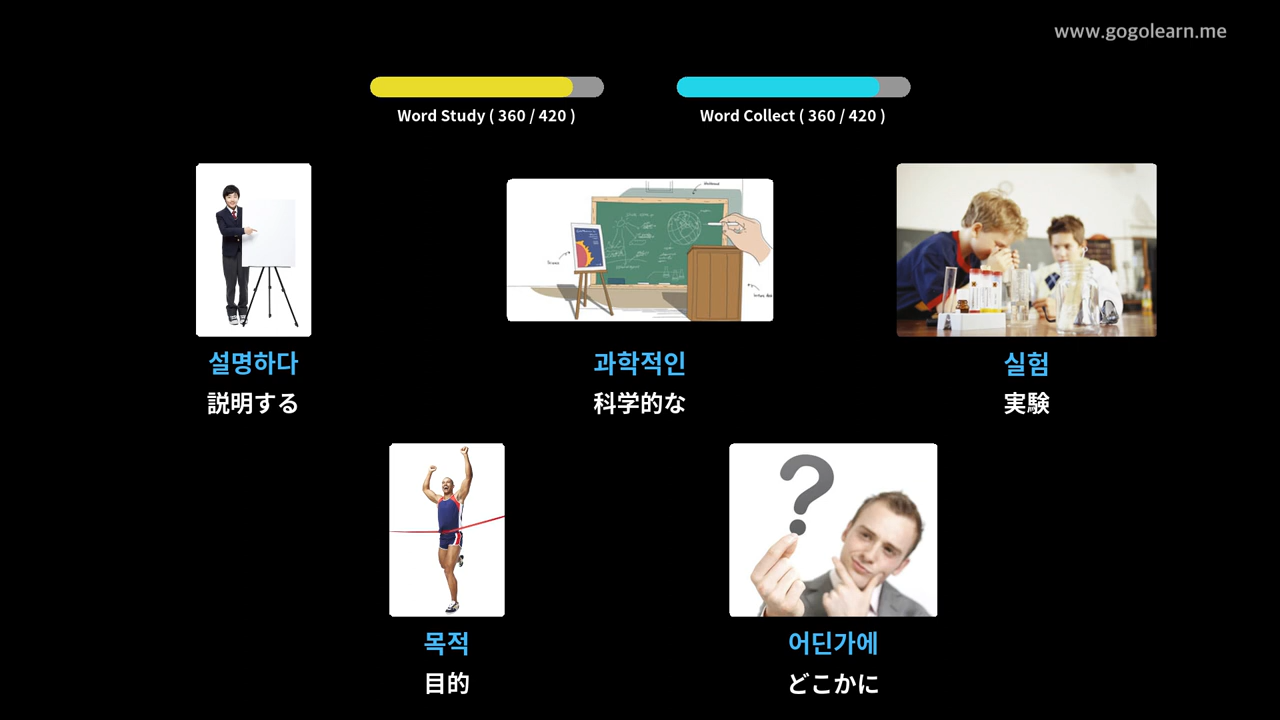 www.gogolearn.me
Word Study ( 360 / 420 )
Word Collect ( 360 / 420 )
설명하다
説明する
과학적인
科学的な
실험
実験
목적
目的
어딘가에
どこかに